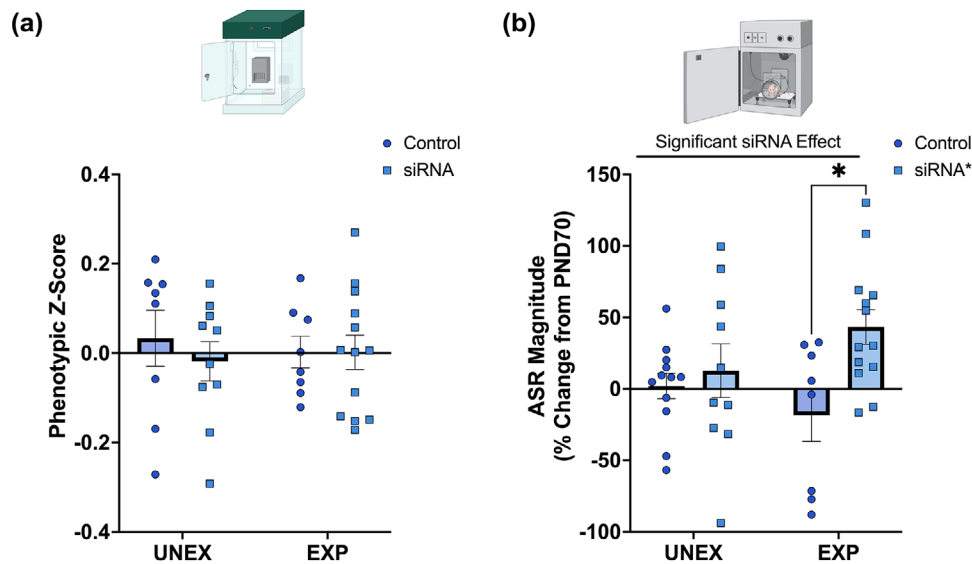 (a)
Control
siRNA
Phenotypic Z-Score
0.4
0.2
0.0
-0.2
-0.4
UNEX
EXP
(b)
Significant siRNA Effect
Control
siRNA*
*
ASR Magnitude
(% Change from PND70)
150
100
50
0
-50
-100
UNEX
EXP